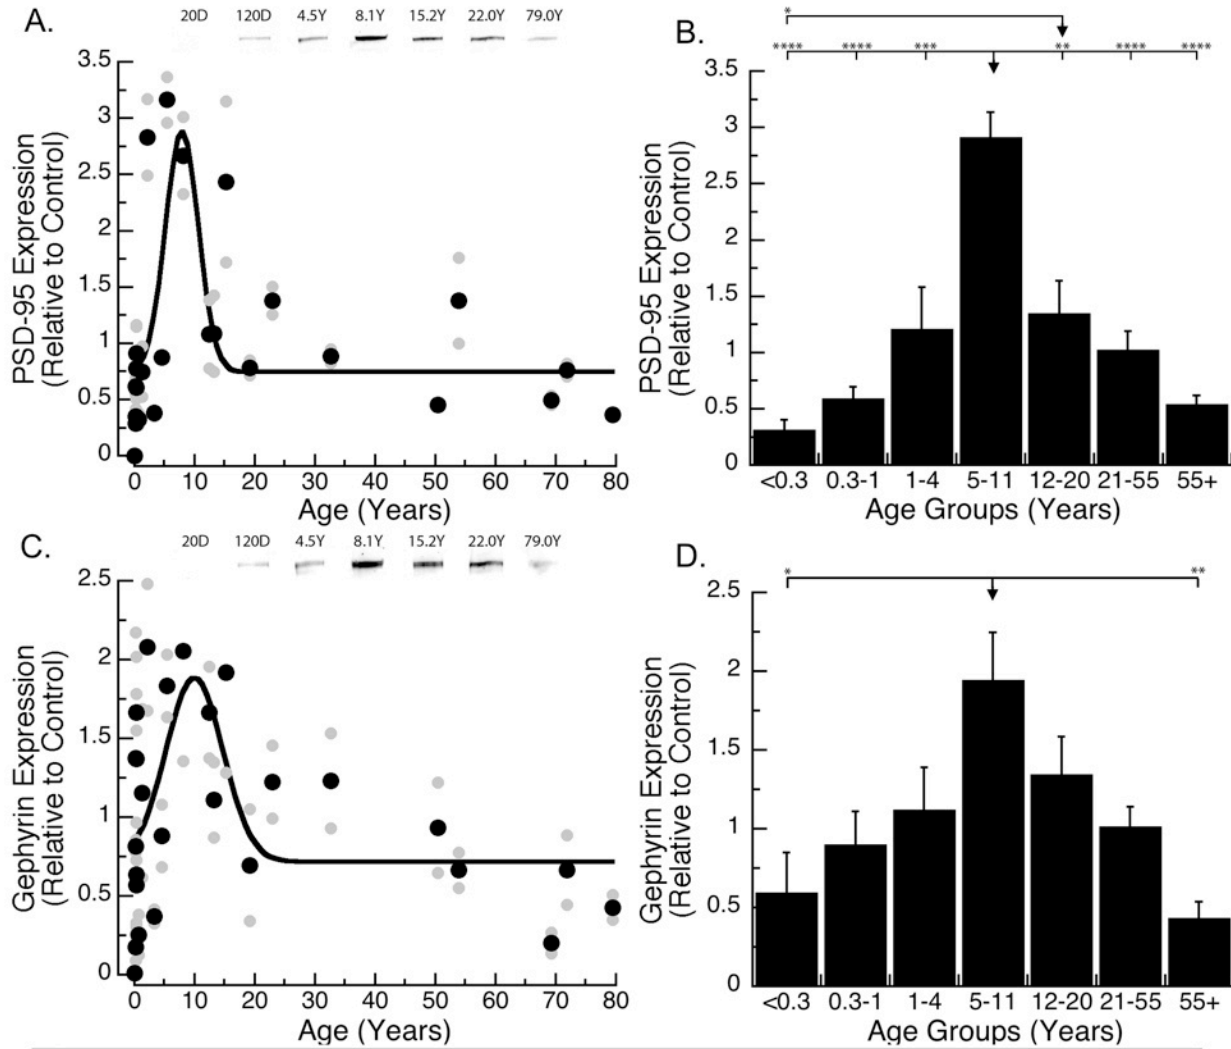 A.
20D 120D 4.5Y 8.1Y 15.2Y 22.0Y 79.0Y
PSD-95 Expression
(Relative to Control)
3.5
3
2.5
2
1.5
1
0.5
0
0 10 20 30 40 50 60 70 80
Age (Years)
B.
*
**** **** *** ** **** ****
PSD-95 Expression
(Relative to Control)
3.5
3
2.5
2
1.5
1
0.5
0
<0.3 0.3-1 1-4 5-11 12-20 21-55 55+
Age Groups (Years)
C.
20D 120D 4.5Y 8.1Y 15.2Y 22.0Y 79.0Y
Gephyrin Expression
(Relative to Control)
2.5
2
1.5
1
0.5
0
0 10 20 30 40 50 60 70 80
Age (Years)
D.
* **
Gephyrin Expression
(Relative to Control)
2.5
2
1.5
1
0.5
0
<0.3 0.3-1 1-4 5-11 12-20 21-55 55+
Age Groups (Years)